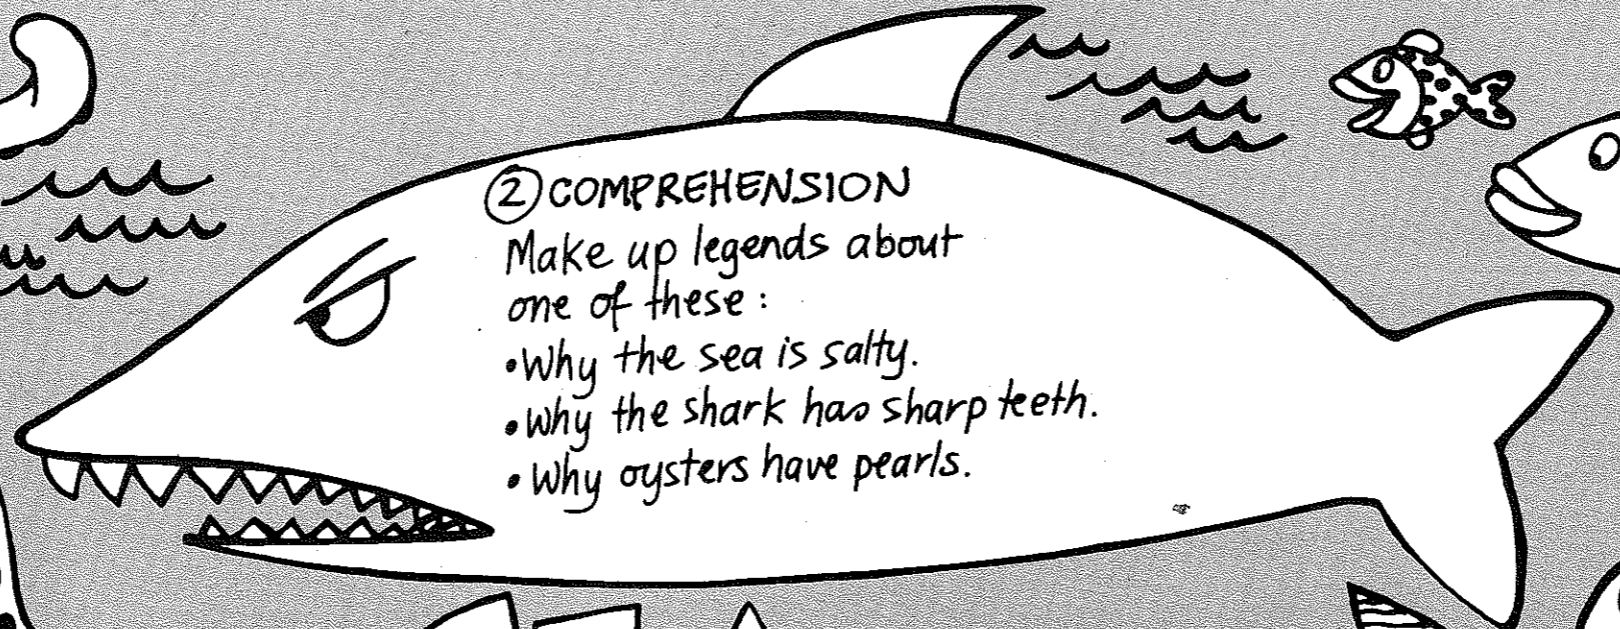 ② COMPREHENSION
Make up legends about
one of these :
• Why the sea is salty.
• Why the shark has sharp teeth.
• Why oysters have pearls.